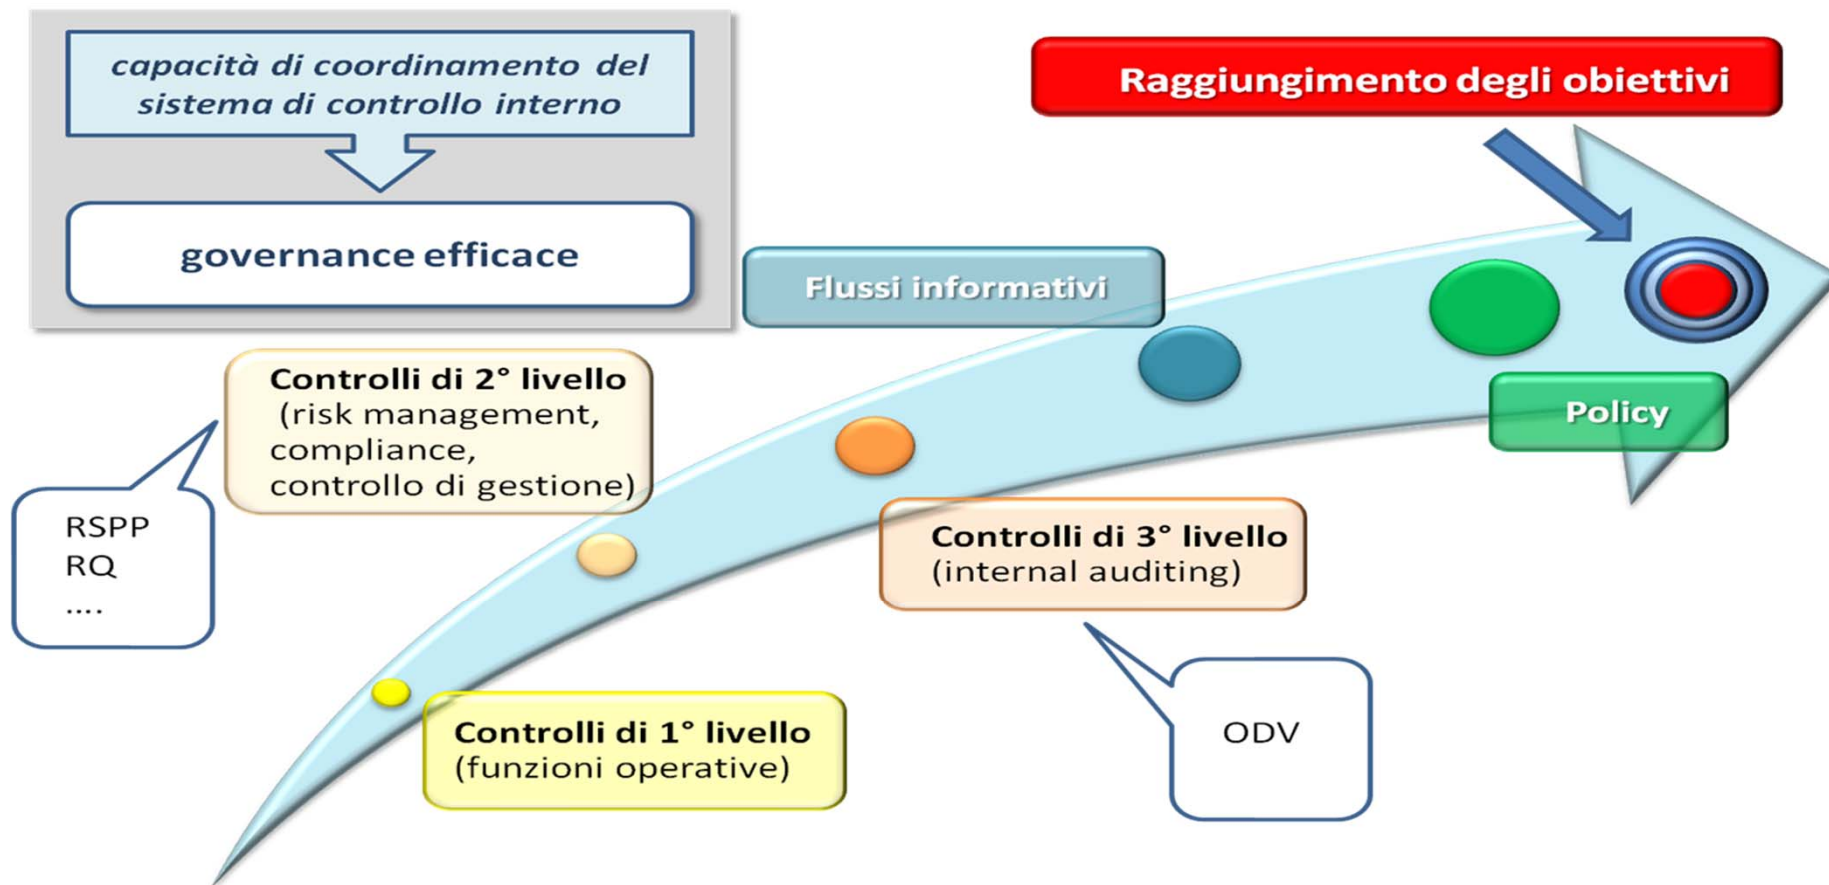 capacità di coordinamento del
sistema di controllo interno
governance efficace
Raggiungimento degli obiettivi
Flussi informativi
Policy
Controlli di 2° livello
(risk management,
compliance,
controllo di gestione)
RSPP
RQ
....
Controlli di 3° livello
(internal auditing)
ODV
Controlli di 1° livello
(funzioni operative)